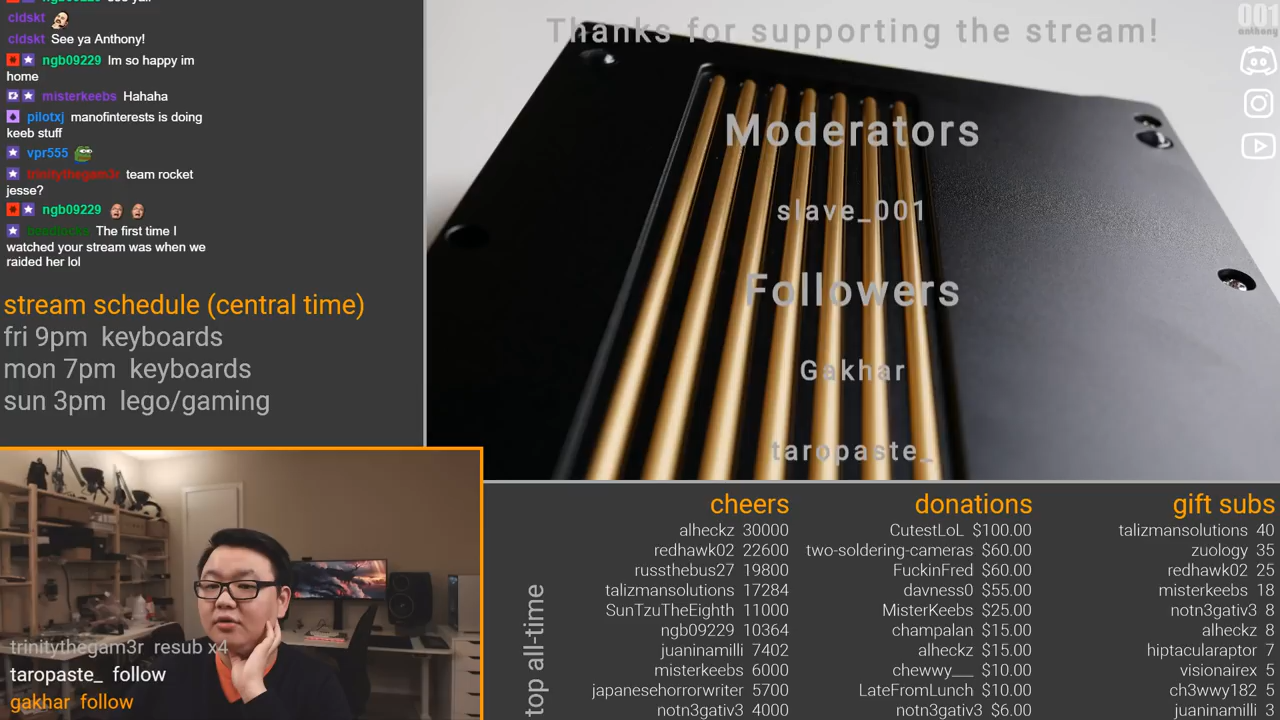 cldskt
cldskt See ya Anthony!
ngb09229 Im so happy im
home
misterkeebs Hahaha
pilotxj manofinterests is doing
keeb stuff
vpr555
trinitythegam3r team rocket
jesse?
ngb09229
The first time I
watched your stream was when we
raided her lol
stream schedule (central time)
fri 9pm keyboards
mon 7pm keyboards
sun 3pm lego/gaming
Thanks for supporting the stream!
Moderators
slave_001
Followers
Gakhar
taropaste_
001
anthony
trinitythegam3r resub x4
taropaste_ follow
gakhar follow
top all-time
cheers
alheckz 30000
redhawk02 22600
russthebus27 19800
talizmansolutions 17284
SunTzuTheEighth 11000
ngb09229 10364
juaninamilli 7402
misterkeebs 6000
japanesehorrorwriter 5700
notn3gativ3 4000
donations
CutestLoL $100.00
two-soldering-cameras $60.00
FuckinFred $60.00
davness0 $55.00
MisterKeebs $25.00
champalan $15.00
alheckz $15.00
chewwy___ $10.00
LateFromLunch $10.00
notn3gativ3 $6.00
gift subs
talizmansolutions 40
zuology 35
redhawk02 25
misterkeebs 18
notn3gativ3 8
alheckz 8
hiptacularaptor 7
visionairex 5
ch3wwy182 5
juaninamilli 3